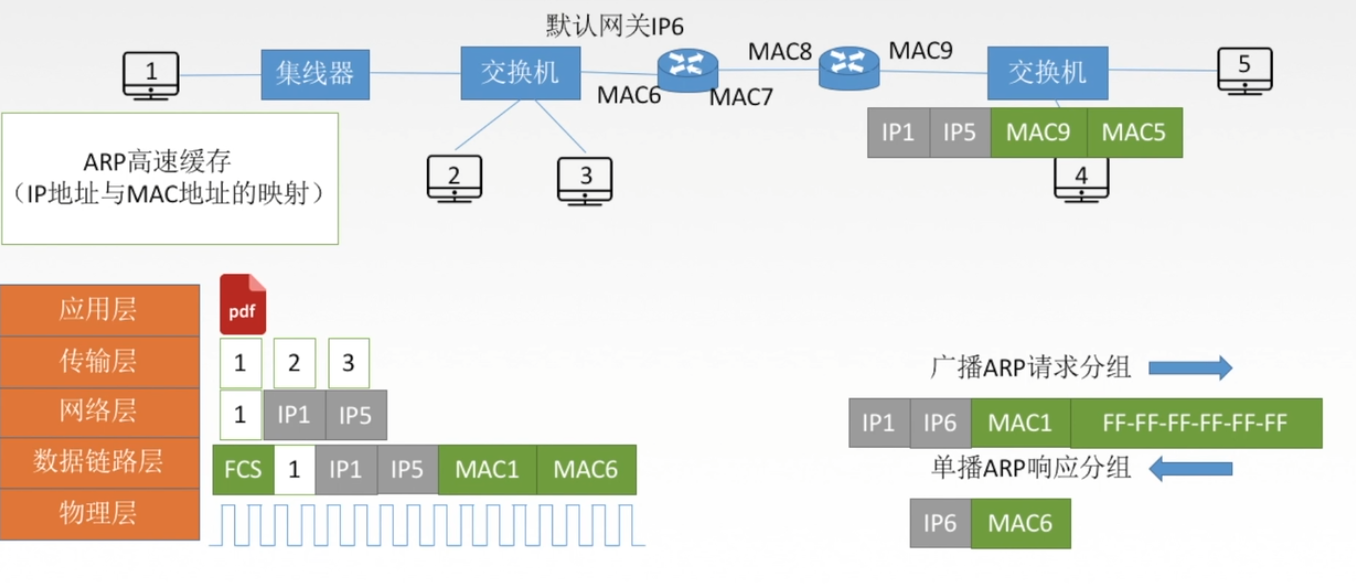 默认网关IP6
1
集线器
交换机
MAC6
MAC7
MAC8
MAC9
交换机
5
IP1 IP5 MAC9 MAC5
2
3
4
ARP高速缓存
（IP地址与MAC地址的映射）
应用层
pdf
传输层
1 2 3
网络层
1 IP1 IP5
数据链路层
FCS 1 IP1 IP5 MAC1 MAC6
物理层
广播ARP请求分组
IP1 IP6 MAC1 FF-FF-FF-FF-FF-FF
单播ARP响应分组
IP6 MAC6